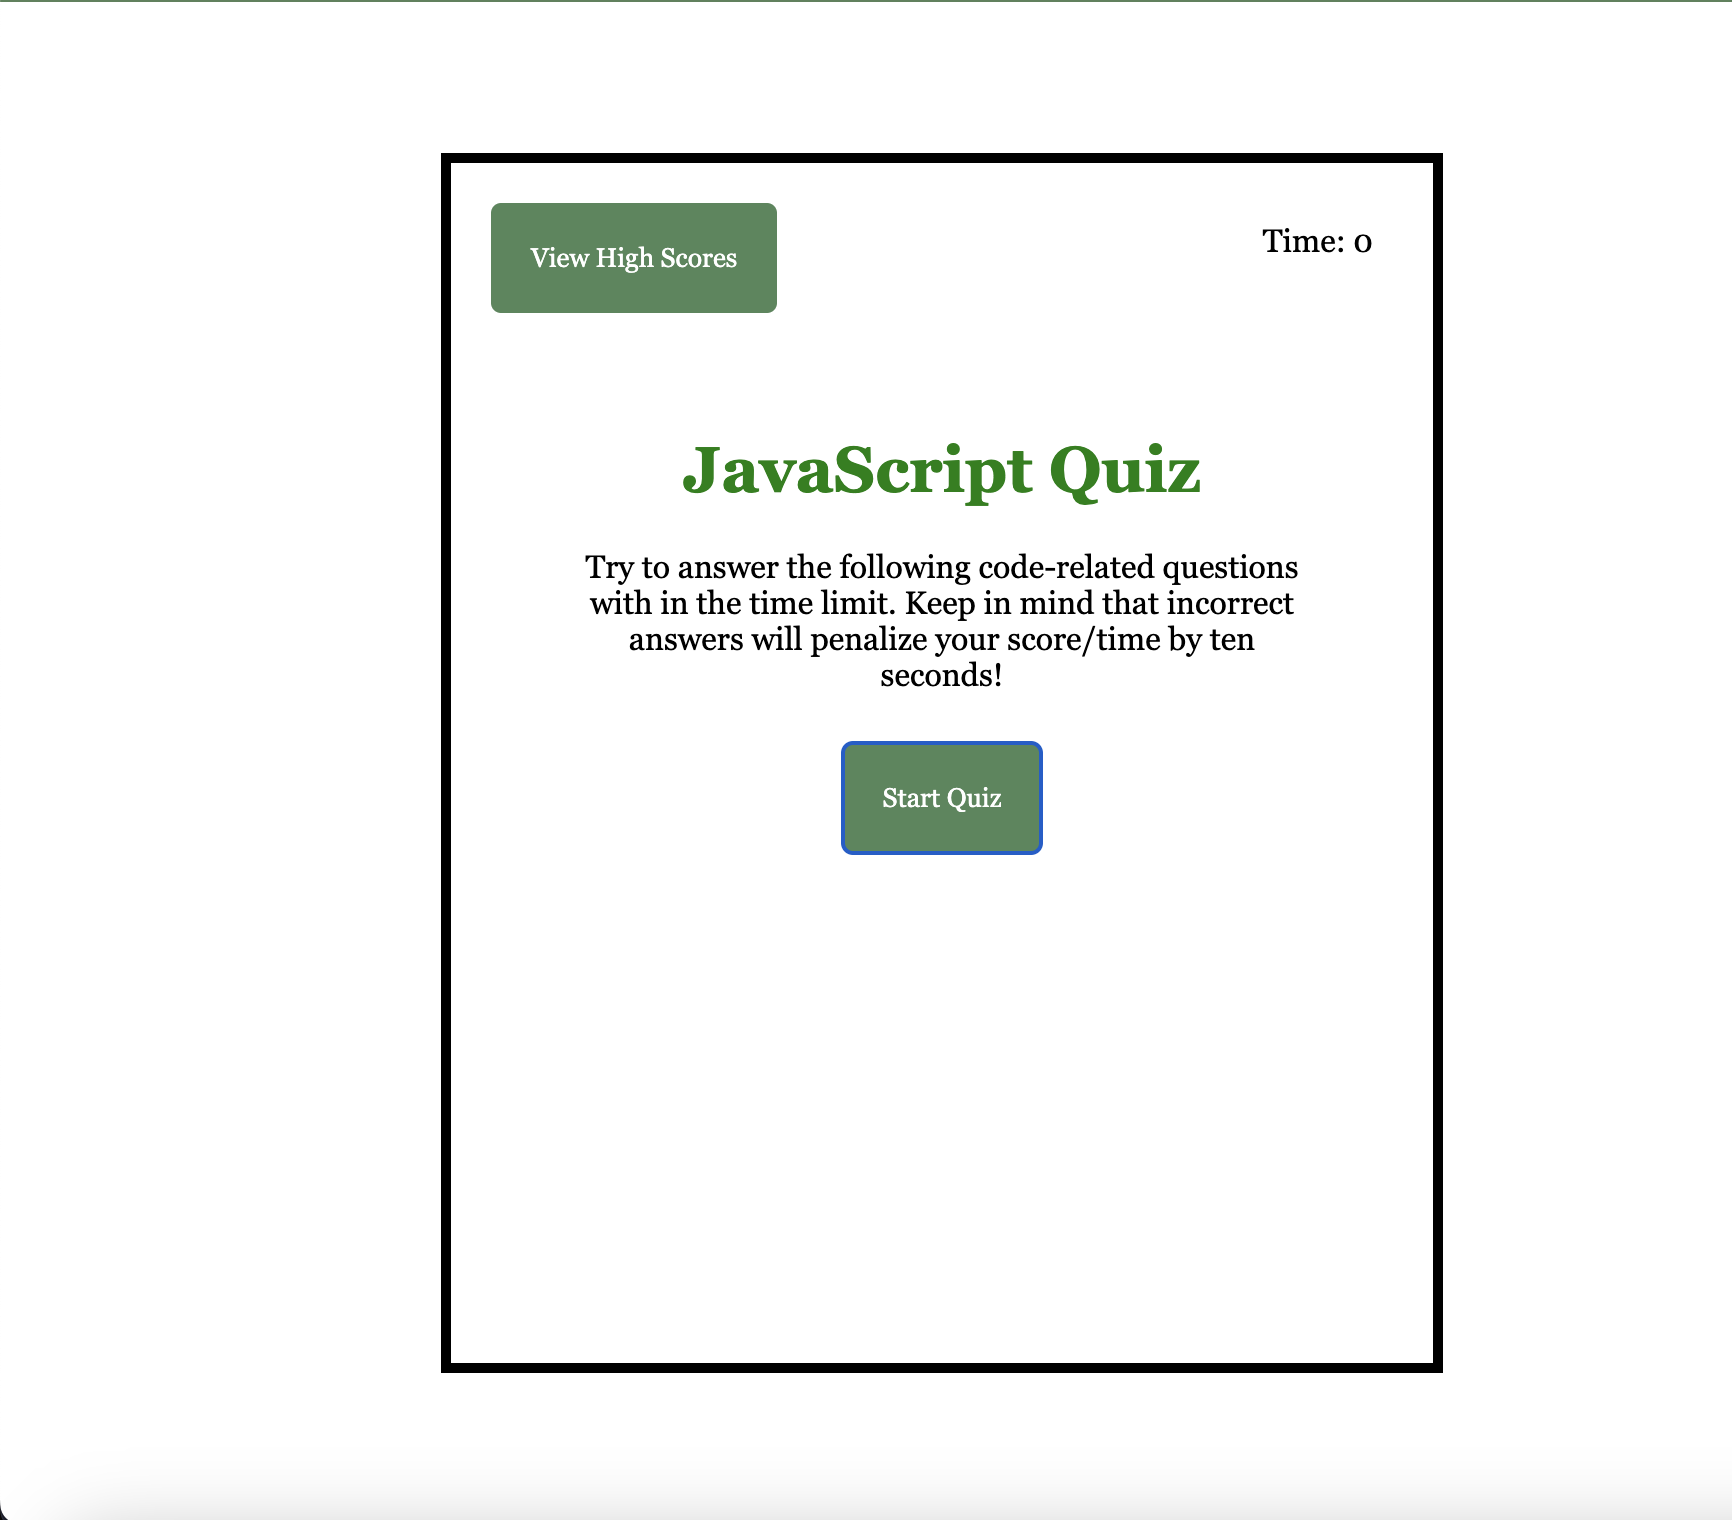 View High Scores
Time: 0
JavaScript Quiz
Try to answer the following code-related questions
with in the time limit. Keep in mind that incorrect
answers will penalize your score/time by ten
seconds!
Start Quiz